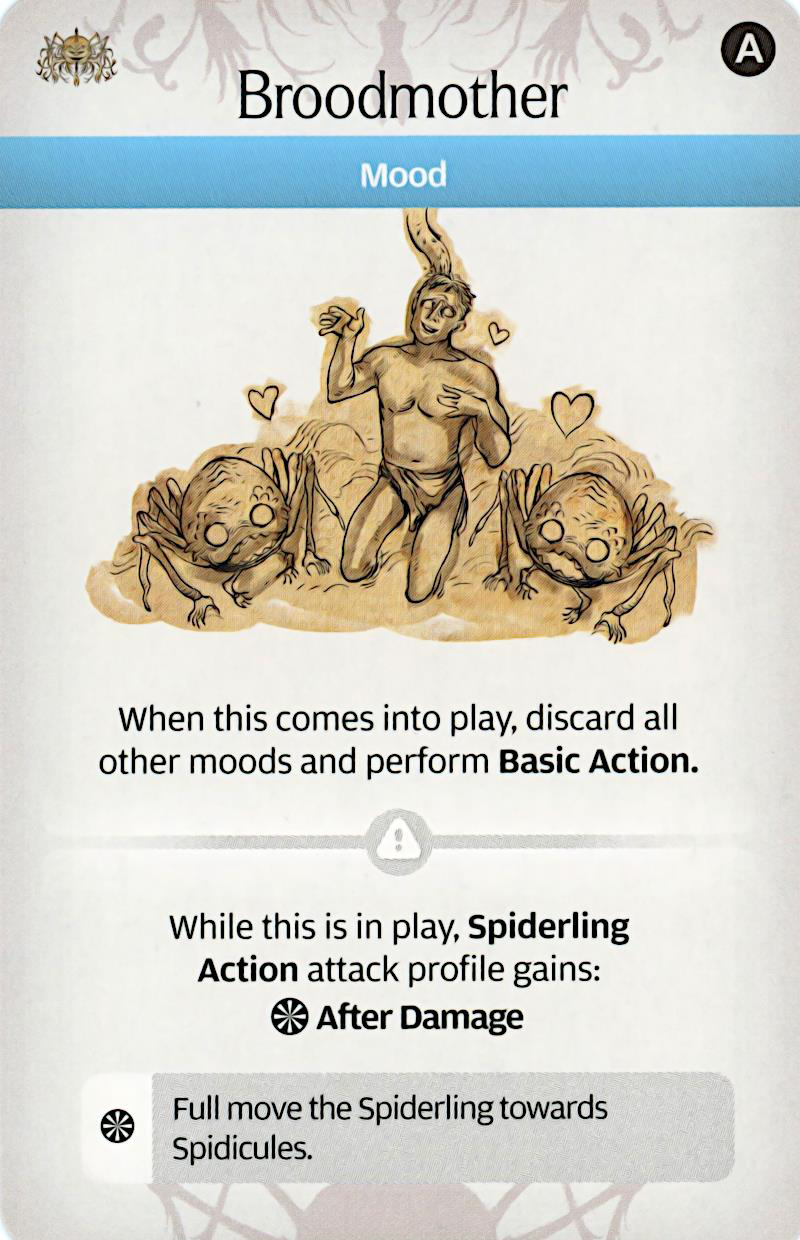 A
Broodmother
Mood
When this comes into play, discard all
other moods and perform Basic Action.
While this is in play, Spiderling
Action attack profile gains:
After Damage
Full move the Spiderling towards
Spidicules.